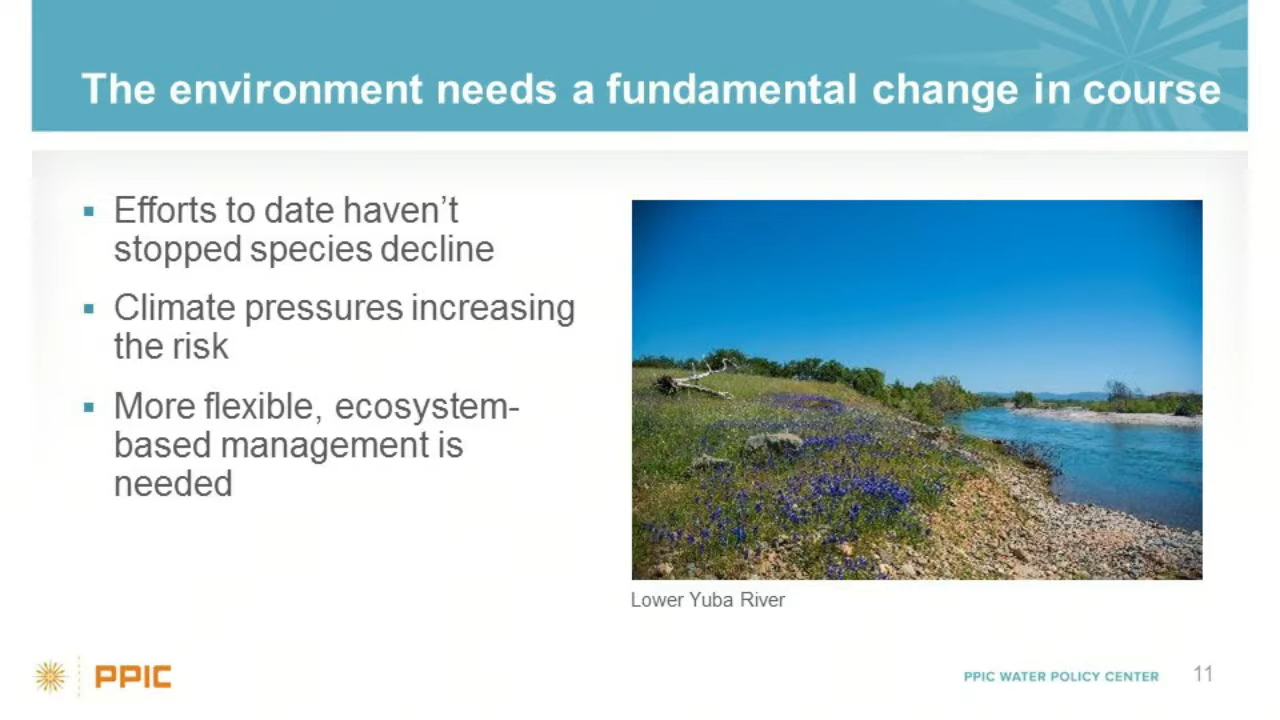 The environment needs a fundamental change in course
▪ Efforts to date haven’t
stopped species decline
▪ Climate pressures increasing
the risk
▪ More flexible, ecosystem-
based management is
needed
Lower Yuba River
PPIC
PPIC WATER POLICY CENTER
11